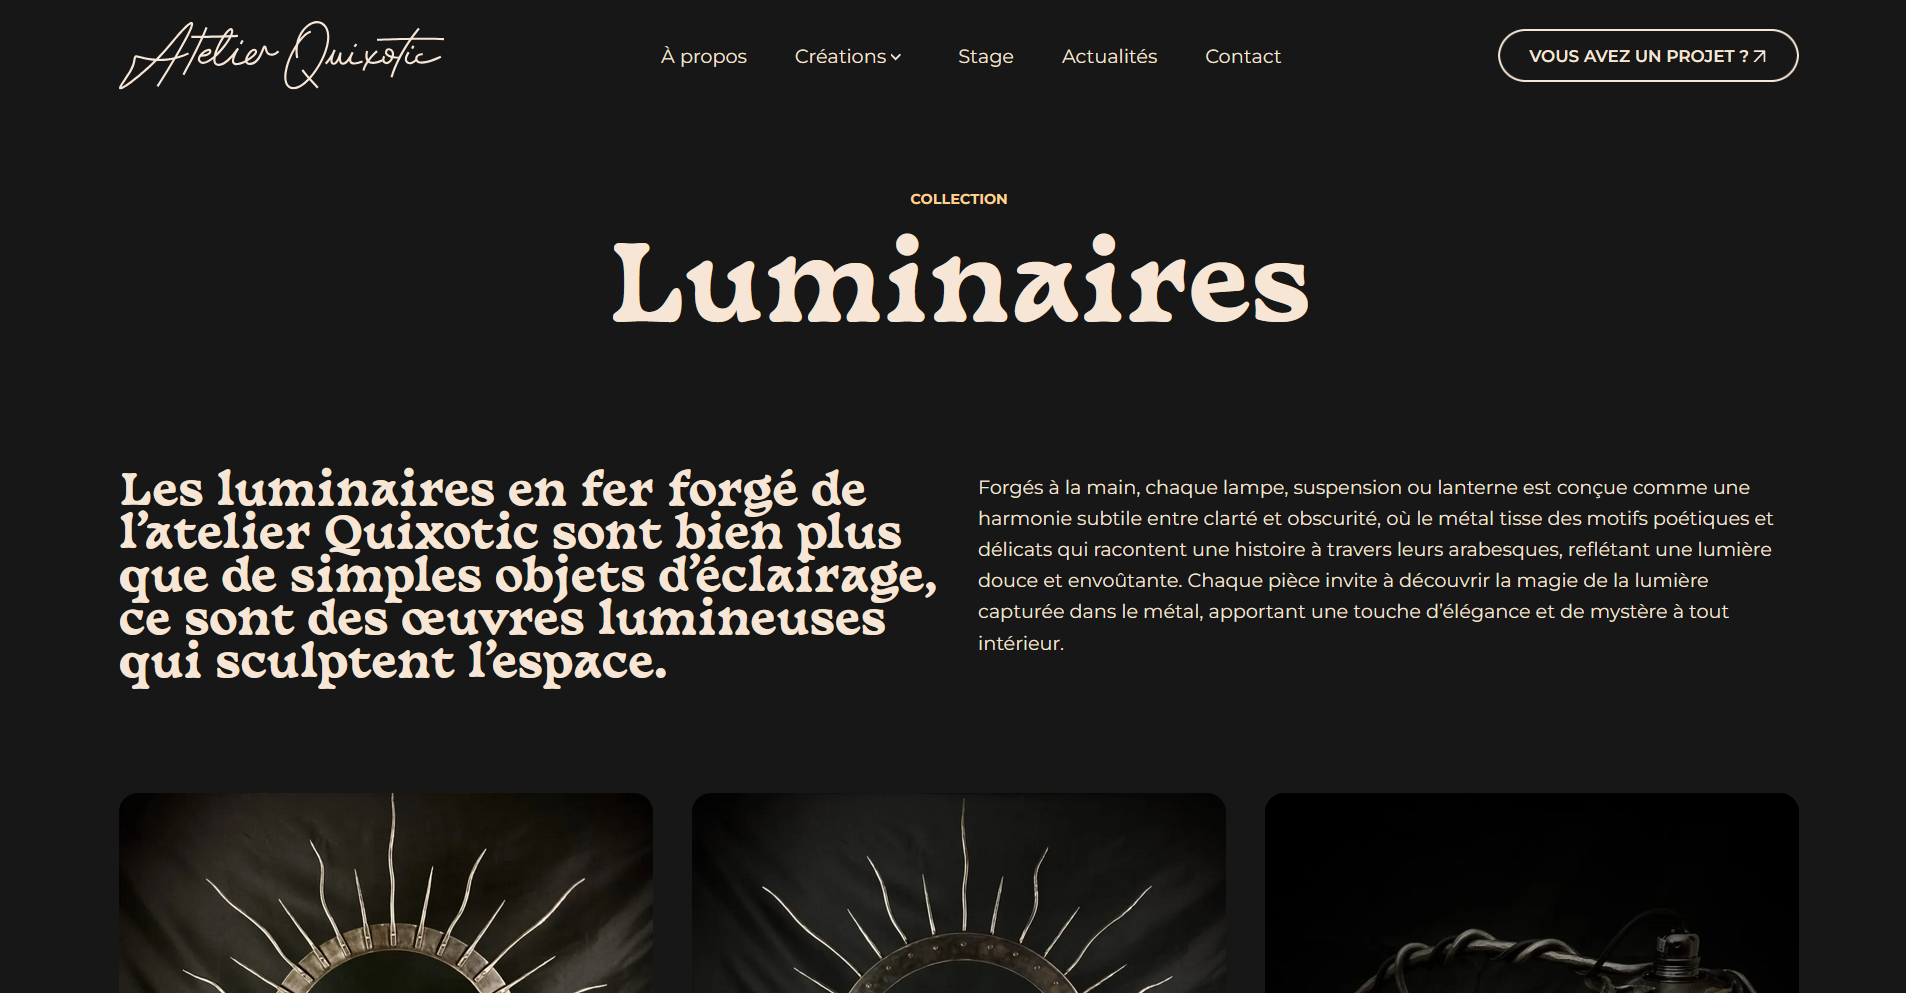 Atelier Quixotic
À propos
Créations
Stage
Actualités
Contact
VOUS AVEZ UN PROJET ?
COLLECTION
Luminaires
Les luminaires en fer forgé de
l’atelier Quixotic sont bien plus
que de simples objets d’éclairage,
ce sont des œuvres lumineuses
qui sculptent l’espace.
Forgés à la main, chaque lampe, suspension ou lanterne est conçue comme une
harmonie subtile entre clarté et obscurité, où le métal tisse des motifs poétiques et
délicats qui racontent une histoire à travers leurs arabesques, reflétant une lumière
douce et envoûtante. Chaque pièce invite à découvrir la magie de la lumière
capturée dans le métal, apportant une touche d’élégance et de mystère à tout
intérieur.